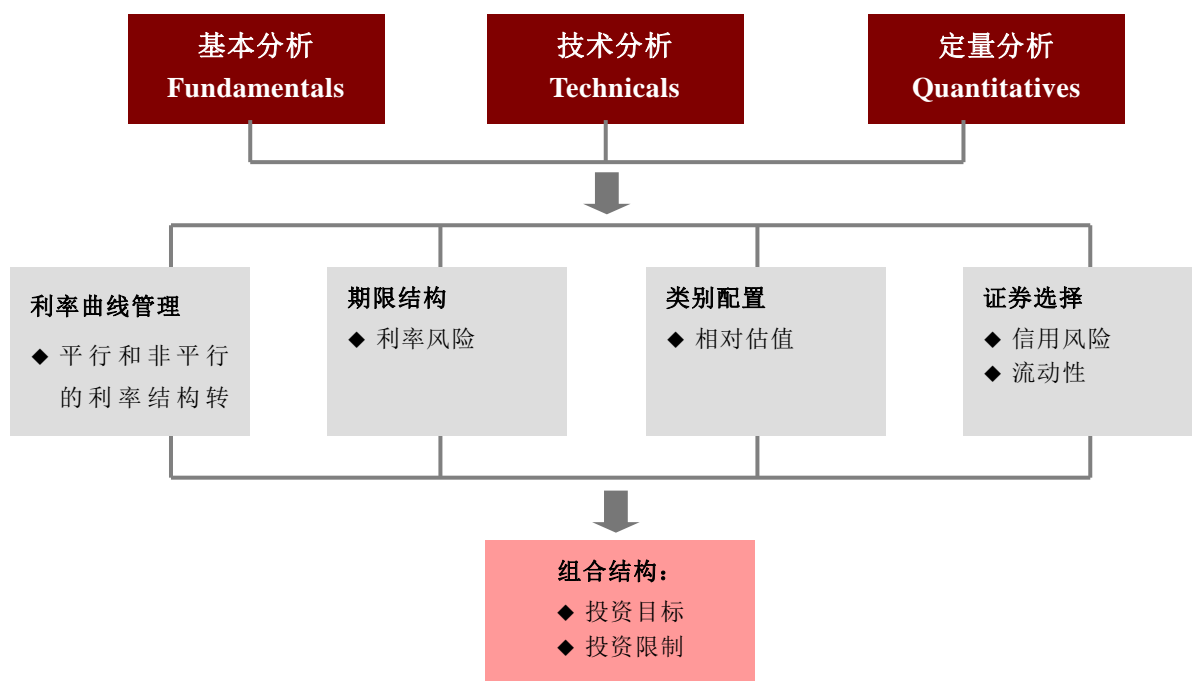 基本分析
Fundamentals
技术分析
Technicals
定量分析
Quantitatives
利率曲线管理
◆ 平行和非平行
的利率结构转
期限结构
◆ 利率风险
类别配置
◆ 相对估值
证券选择
◆ 信用风险
◆ 流动性
组合结构：
◆ 投资目标
◆ 投资限制